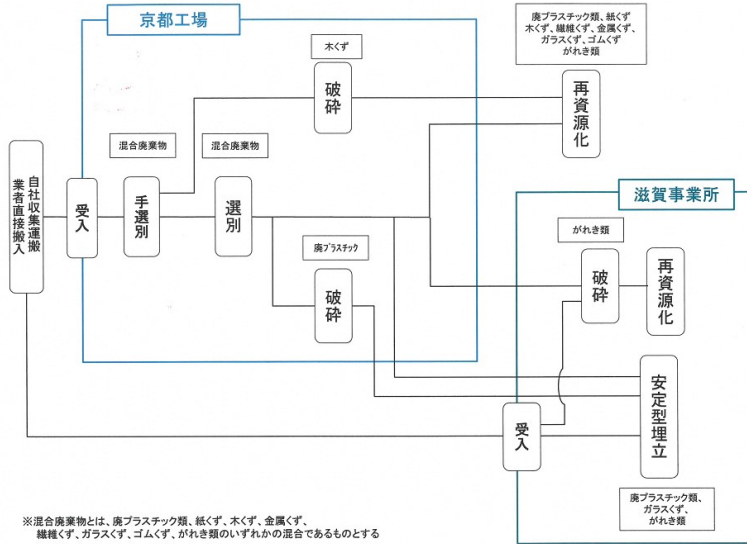 京都工場
廃プラスチック類、紙くず
木くず、繊維くず、金属くず、
ガラスくず、ゴムくず
がれき類
木くず
破砕
再資源化
混合廃棄物
混合廃棄物
自社収集運搬
業者直接搬入
受入
手選別
選別
滋賀事業所
廃プラスチック
破砕
がれき類
破砕
再資源化
安定型埋立
受入
廃プラスチック類、
ガラスくず、
がれき類
※混合廃棄物とは、廃プラスチック類、紙くず、木くず、金属くず、
繊維くず、ガラスくず、ゴムくず、がれき類のいずれかの混合であるものとする